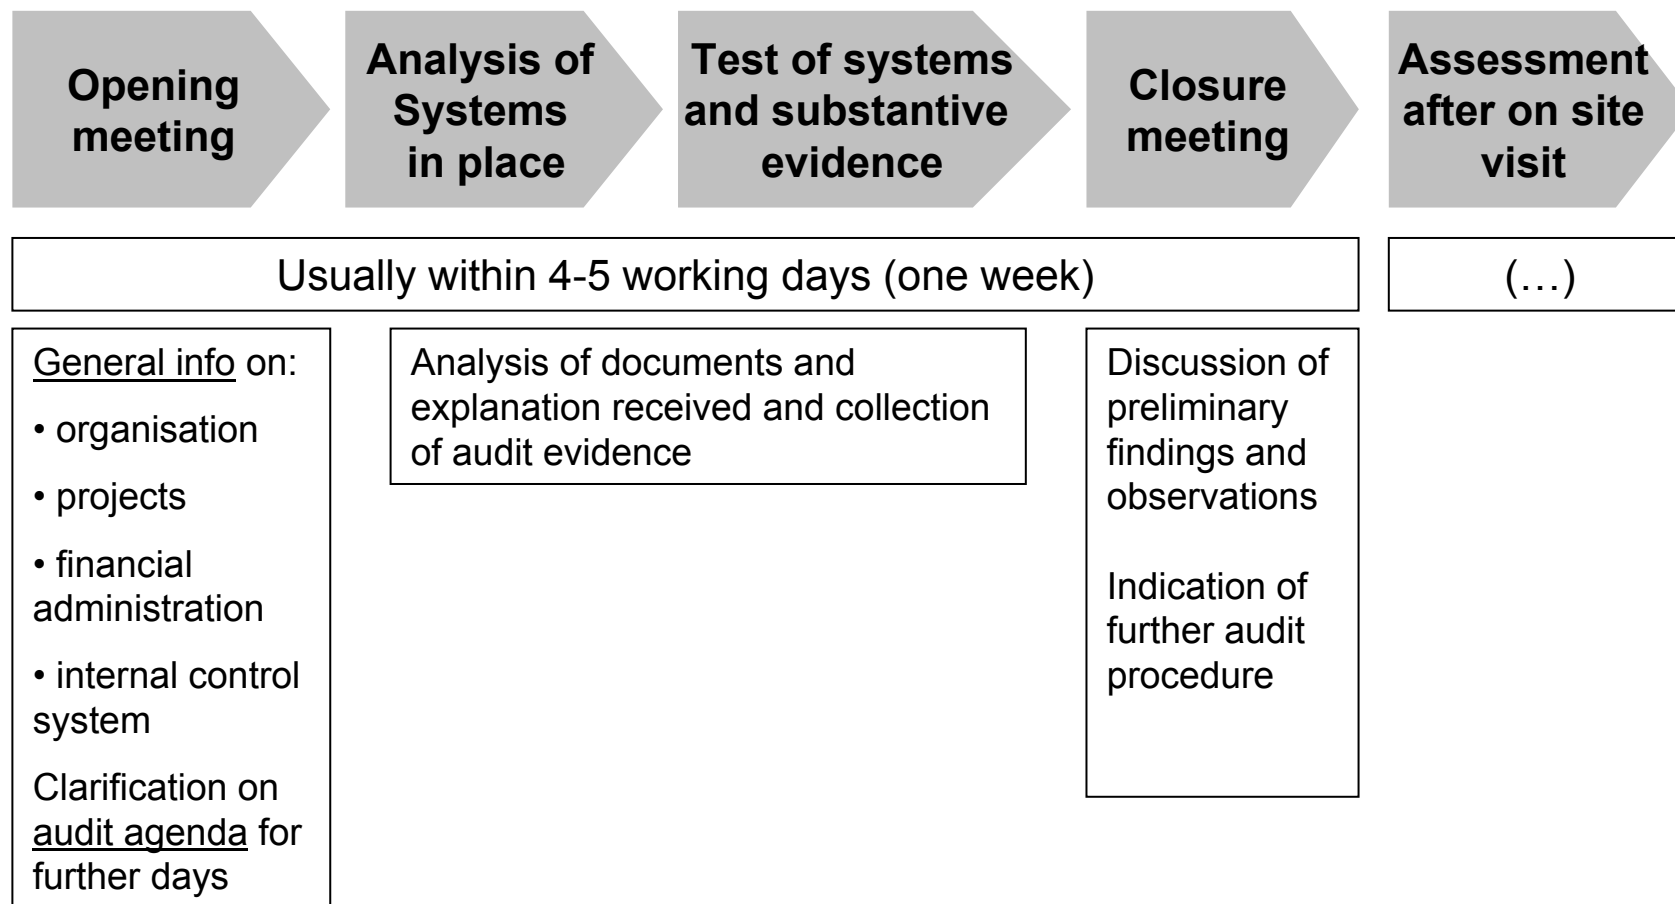 Opening
meeting
Analysis of
Systems
in place
Test of systems
and substantive
evidence
Closure
meeting
Assessment
after on site
visit
Usually within 4-5 working days (one week)
(…)
General info on:
• organisation
• projects
• financial
administration
• internal control
system
Clarification on
audit agenda for
further days
Analysis of documents and
explanation received and collection
of audit evidence
Discussion of
preliminary
findings and
observations
Indication of
further audit
procedure